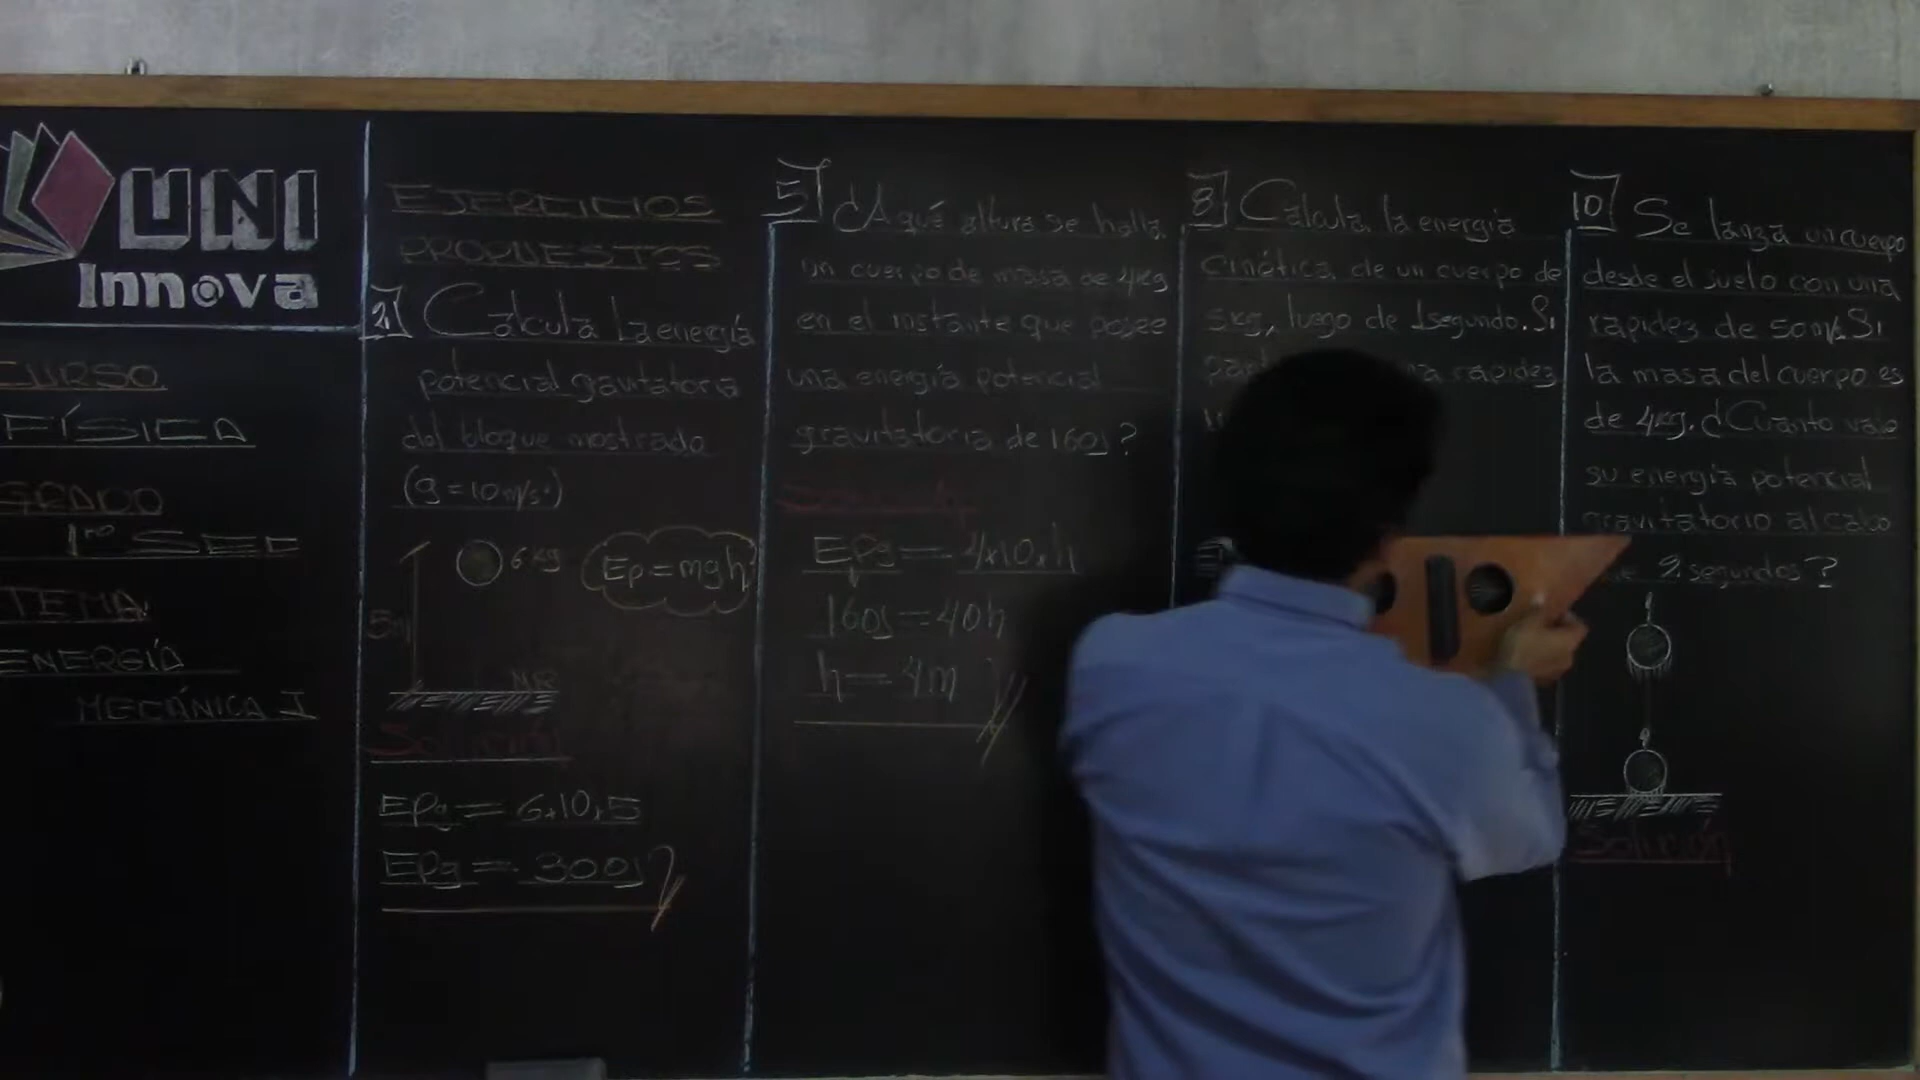 UNI
Innova
CURSO
FÍSICA
GRADO
1ro SEC
TEMA
ENERGÍA
MECÁNICA I
EJERCICIOS
PROPUESTOS
Calcula la energía
potencial gravitatoria
del bloque mostrado
(g=10m/s²)
6 kg
Ep=mgh
5m
NR
Solución
Epg = 6x10x5
Epg = 300J
5 ¿A qué altura se halla
un cuerpo de masa de 4kg
en el instante que posee
una energía potencial
gravitatoria de 160J?
Epg = 4x10xh
160J = 40h
h = 4m
8 Calcula la energía
cinética de un cuerpo de
5kg, luego de 1segundo. Si
rapidez
10 Se lanza un cuerpo
desde el suelo con una
rapidez de 50m/s. Si
la masa del cuerpo es
de 4kg. ¿Cuánto vale
su energía potencial
gravitatorio al cabo
segundos?
Solución